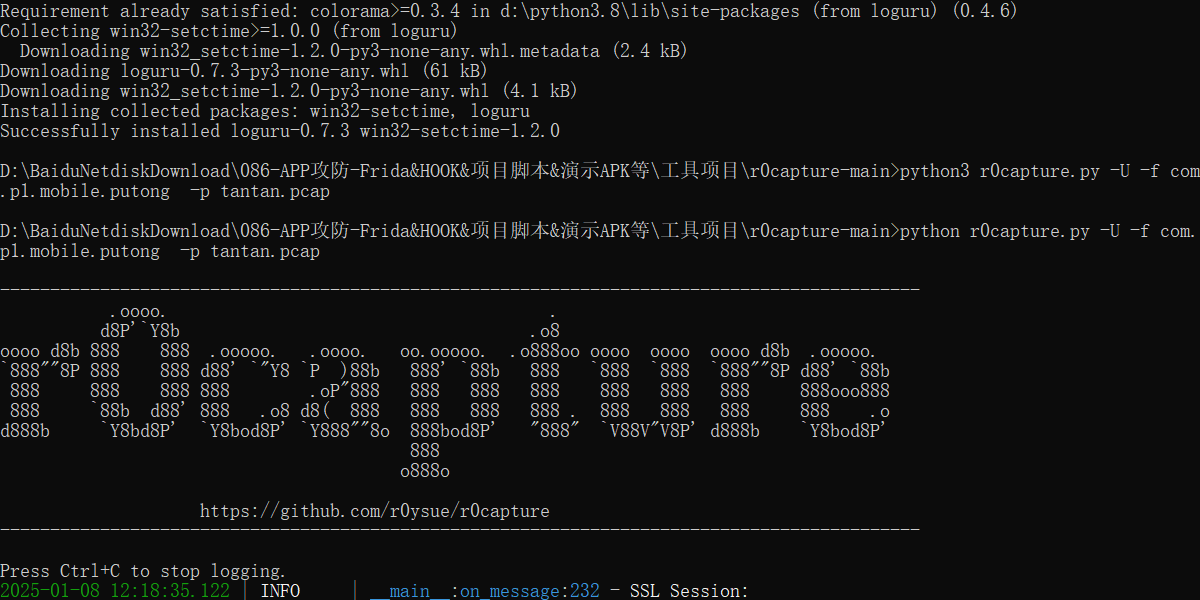 Requirement already satisfied: colorama>=0.3.4 in d:\python3.8\lib\site-packages (from loguru) (0.4.6)
Collecting win32-setctime>=1.0.0 (from loguru)
  Downloading win32_setctime-1.2.0-py3-none-any.whl.metadata (2.4 kB)
Downloading loguru-0.7.3-py3-none-any.whl (61 kB)
Downloading win32_setctime-1.2.0-py3-none-any.whl (4.1 kB)
Installing collected packages: win32-setctime, loguru
Successfully installed loguru-0.7.3 win32-setctime-1.2.0

D:\BaiduNetdiskDownload\086-APP攻防-Frida&HOOK&项目脚本&演示APK等\工具项目\r0capture-main>python3 r0capture.py -U -f com
.p1.mobile.putong  -p tantan.pcap

D:\BaiduNetdiskDownload\086-APP攻防-Frida&HOOK&项目脚本&演示APK等\工具项目\r0capture-main>python r0capture.py -U -f com.
p1.mobile.putong  -p tantan.pcap

--------------------------------------------------------------------------------------------
           .oooo.                                      .
          d8P'`Y8b                                   .o8
oooo d8b 888    888  .ooooo.   .oooo.   oo.ooooo.  .o888oo oooo  oooo  oooo d8b  .ooooo.
`888""8P 888    888 d88' `"Y8 `P  )88b   888' `88b   888   `888  `888  `888""8P d88' `88b
 888     888    888 888        .oP"888   888   888   888    888   888   888     888ooo888
 888     `88b  d88' 888   .o8 d8(  888   888   888   888 .  888   888   888     888    .o
d888b     `Y8bd8P'  `Y8bod8P' `Y888""8o  888bod8P'   "888"  `V88V"V8P' d888b    `Y8bod8P'
                                         888
                                        o888o

                    https://github.com/r0ysue/r0capture
--------------------------------------------------------------------------------------------

Press Ctrl+C to stop logging.
2025-01-08 12:18:35.122 | INFO     | __main__:on_message:232 - SSL Session: